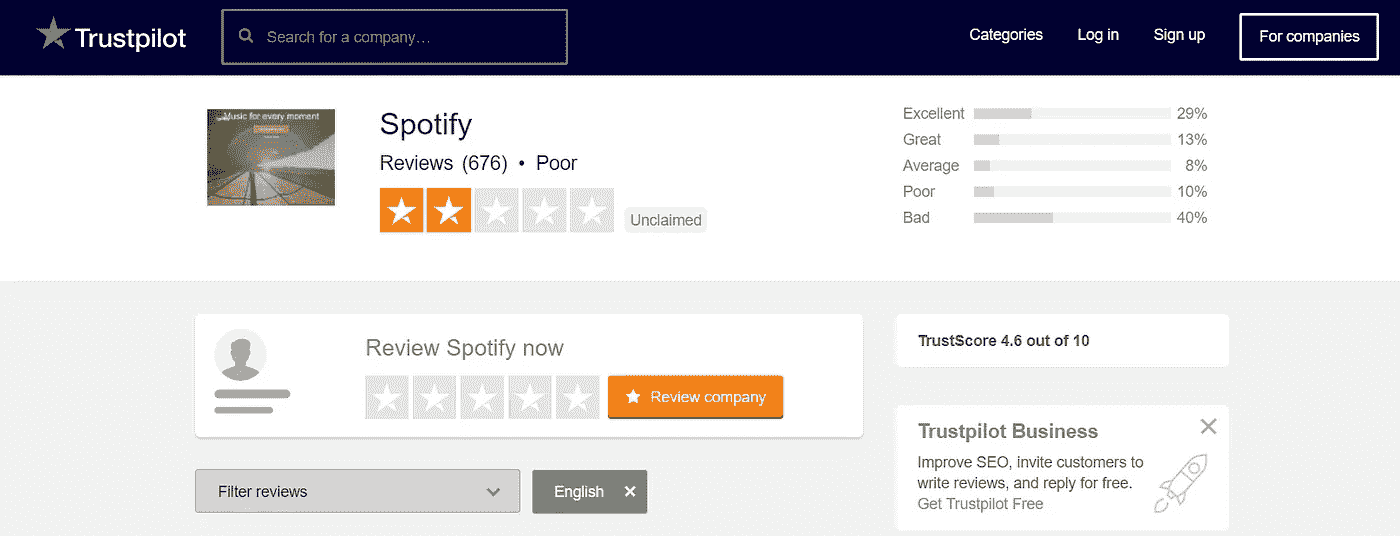 Trustpilot
Search for a company…
Categories
Log in
Sign up
For companies
Music for every moment
Spotify
Reviews (676) • Poor
Unclaimed
Excellent 29%
Great 13%
Average 8%
Poor 10%
Bad 40%
Review Spotify now
Review company
TrustScore 4.6 out of 10
Trustpilot Business
Improve SEO, invite customers to
write reviews, and reply for free.
Get Trustpilot Free
Filter reviews
English